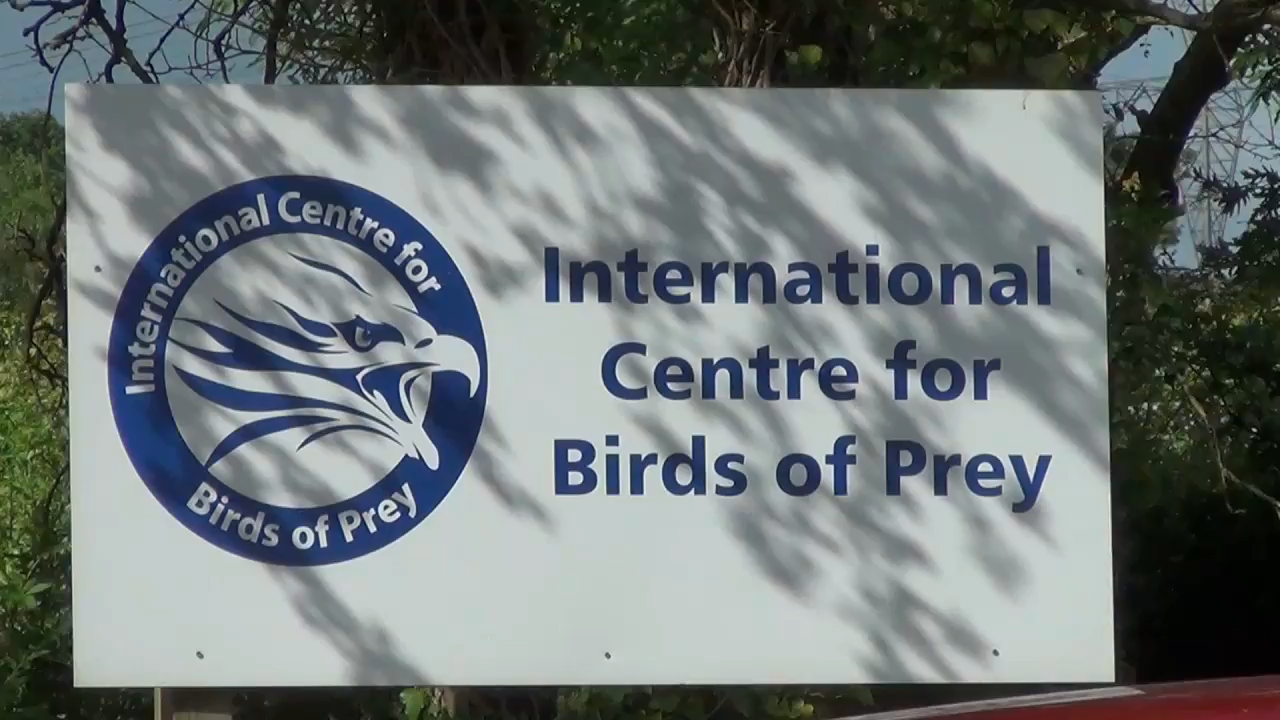 International Centre for
Birds of Prey
International
Centre for
Birds of Prey